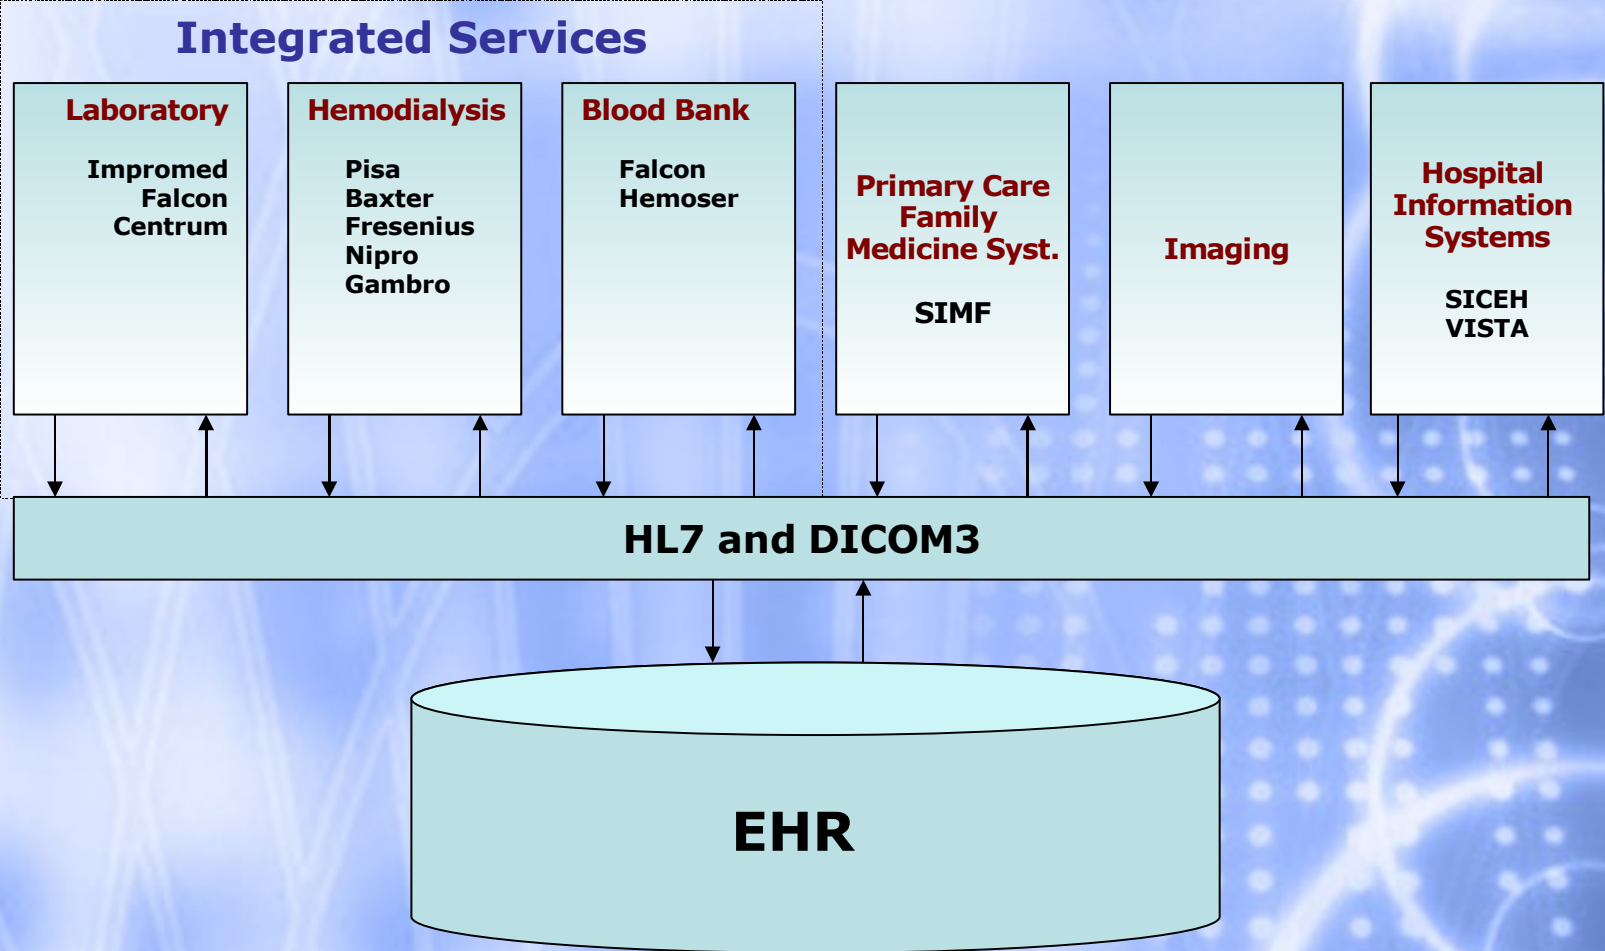 Integrated Services
Laboratory
Impromed
Falcon
Centrum
Hemodialysis
Pisa
Baxter
Fresenius
Nipro
Gambro
Blood Bank
Falcon
Hemoser
Primary Care
Family
Medicine Syst.
SIMF
Imaging
Hospital
Information
Systems
SICEH
VISTA
HL7 and DICOM3
EHR